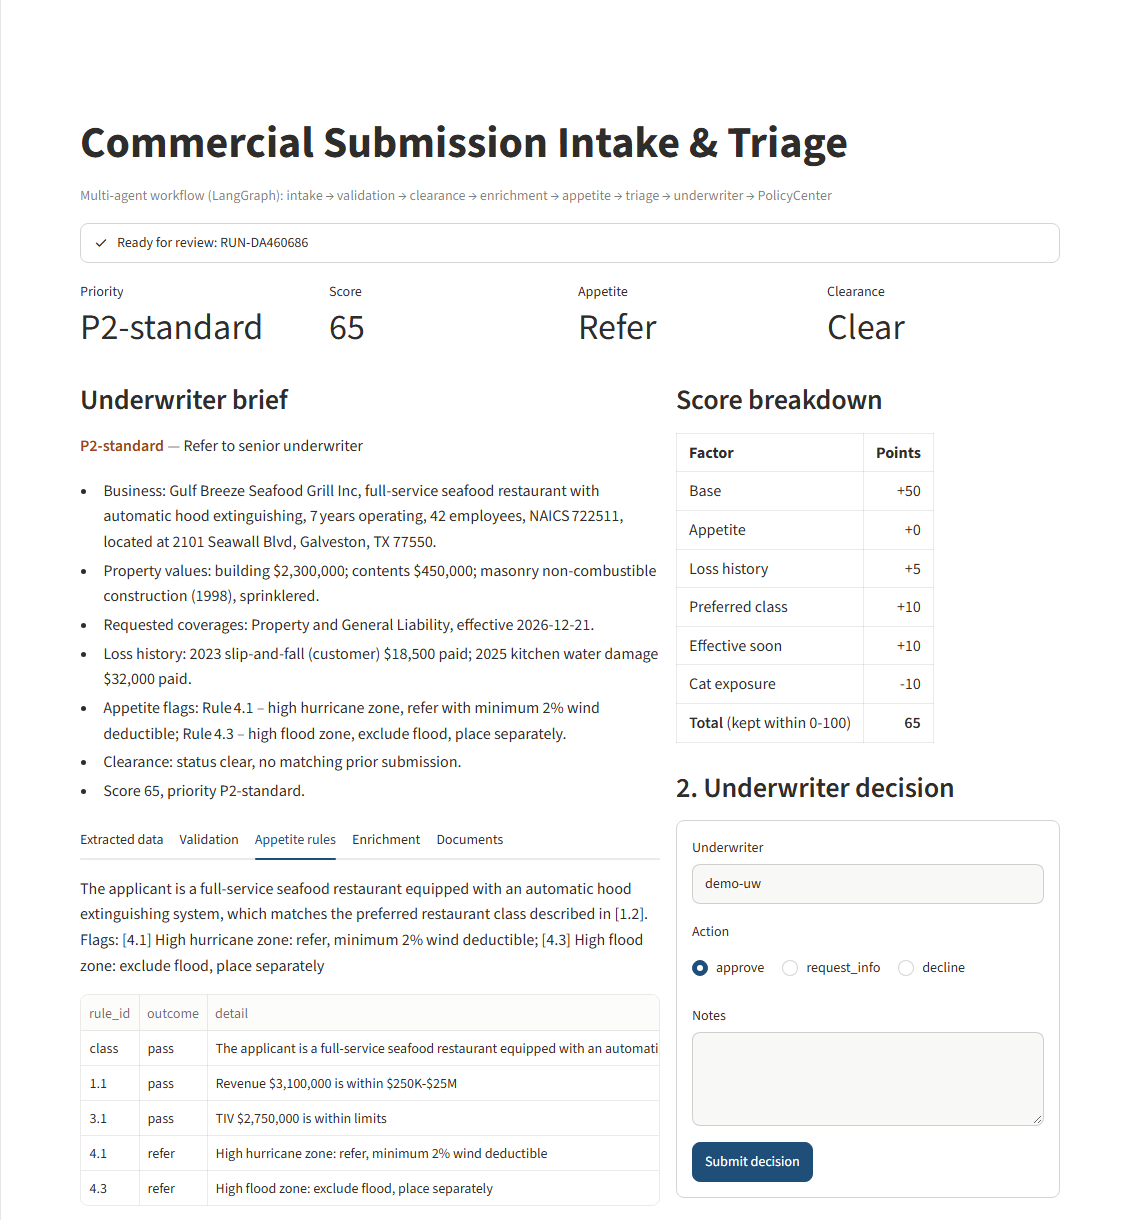 Commercial Submission Intake & Triage
Multi-agent workflow (LangGraph): intake → validation → clearance → enrichment → appetite → triage → underwriter → PolicyCenter
✓ Ready for review: RUN-DA460686
Priority
P2-standard
Score
65
Appetite
Refer
Clearance
Clear
Underwriter brief
P2-standard — Refer to senior underwriter
• Business: Gulf Breeze Seafood Grill Inc, full-service seafood restaurant with
automatic hood extinguishing, 7 years operating, 42 employees, NAICS 722511,
located at 2101 Seawall Blvd, Galveston, TX 77550.
• Property values: building $2,300,000; contents $450,000; masonry non-combustible
construction (1998), sprinklered.
• Requested coverages: Property and General Liability, effective 2026-12-21.
• Loss history: 2023 slip-and-fall (customer) $18,500 paid; 2025 kitchen water damage
$32,000 paid.
• Appetite flags: Rule 4.1 – high hurricane zone, refer with minimum 2% wind
deductible; Rule 4.3 – high flood zone, exclude flood, place separately.
• Clearance: status clear, no matching prior submission.
• Score 65, priority P2-standard.
Extracted data Validation Appetite rules Enrichment Documents
The applicant is a full-service seafood restaurant equipped with an automatic hood
extinguishing system, which matches the preferred restaurant class described in [1.2].
Flags: [4.1] High hurricane zone: refer, minimum 2% wind deductible; [4.3] High flood
zone: exclude flood, place separately
rule_id outcome detail
class pass The applicant is a full-service seafood restaurant equipped with an automati
1.1 pass Revenue $3,100,000 is within $250K-$25M
3.1 pass TIV $2,750,000 is within limits
4.1 refer High hurricane zone: refer, minimum 2% wind deductible
4.3 refer High flood zone: exclude flood, place separately
Score breakdown
Factor Points
Base +50
Appetite +0
Loss history +5
Preferred class +10
Effective soon +10
Cat exposure -10
Total (kept within 0-100) 65
2. Underwriter decision
Underwriter
demo-uw
Action
approve request_info decline
Notes
Submit decision